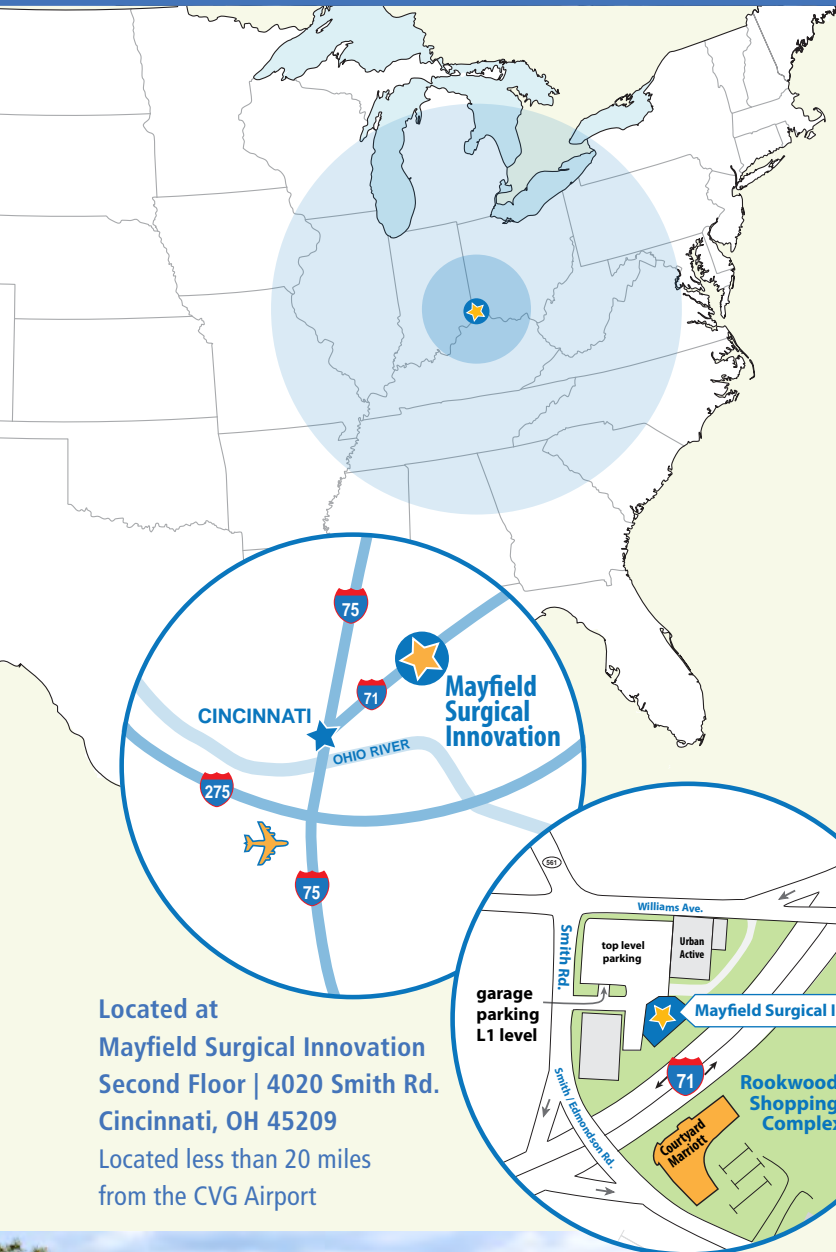 75
71
Mayfield
Surgical
Innovation
CINCINNATI
OHIO RIVER
275
75
561
Williams Ave.
Smith Rd.
top level
parking
Urban
Active
garage
parking
L1 level
Mayfield Surgical I
71
Rookwood
Shopping
Complex
Smith / Edmondson Rd.
Courtyard
Marriott
Located at
Mayfield Surgical Innovation
Second Floor | 4020 Smith Rd.
Cincinnati, OH 45209
Located less than 20 miles
from the CVG Airport